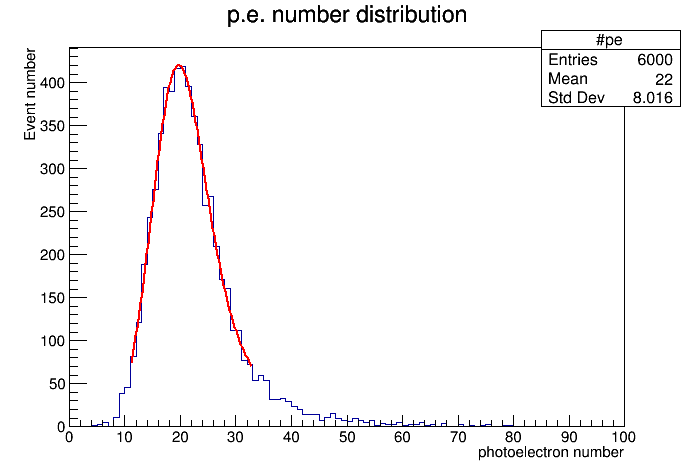 p.e. number distribution
#pe
Entries 6000
Mean 22
Std Dev 8.016
Event number
400
350
300
250
200
150
100
50
0
0 10 20 30 40 50 60 70 80 90 100
photoelectron number